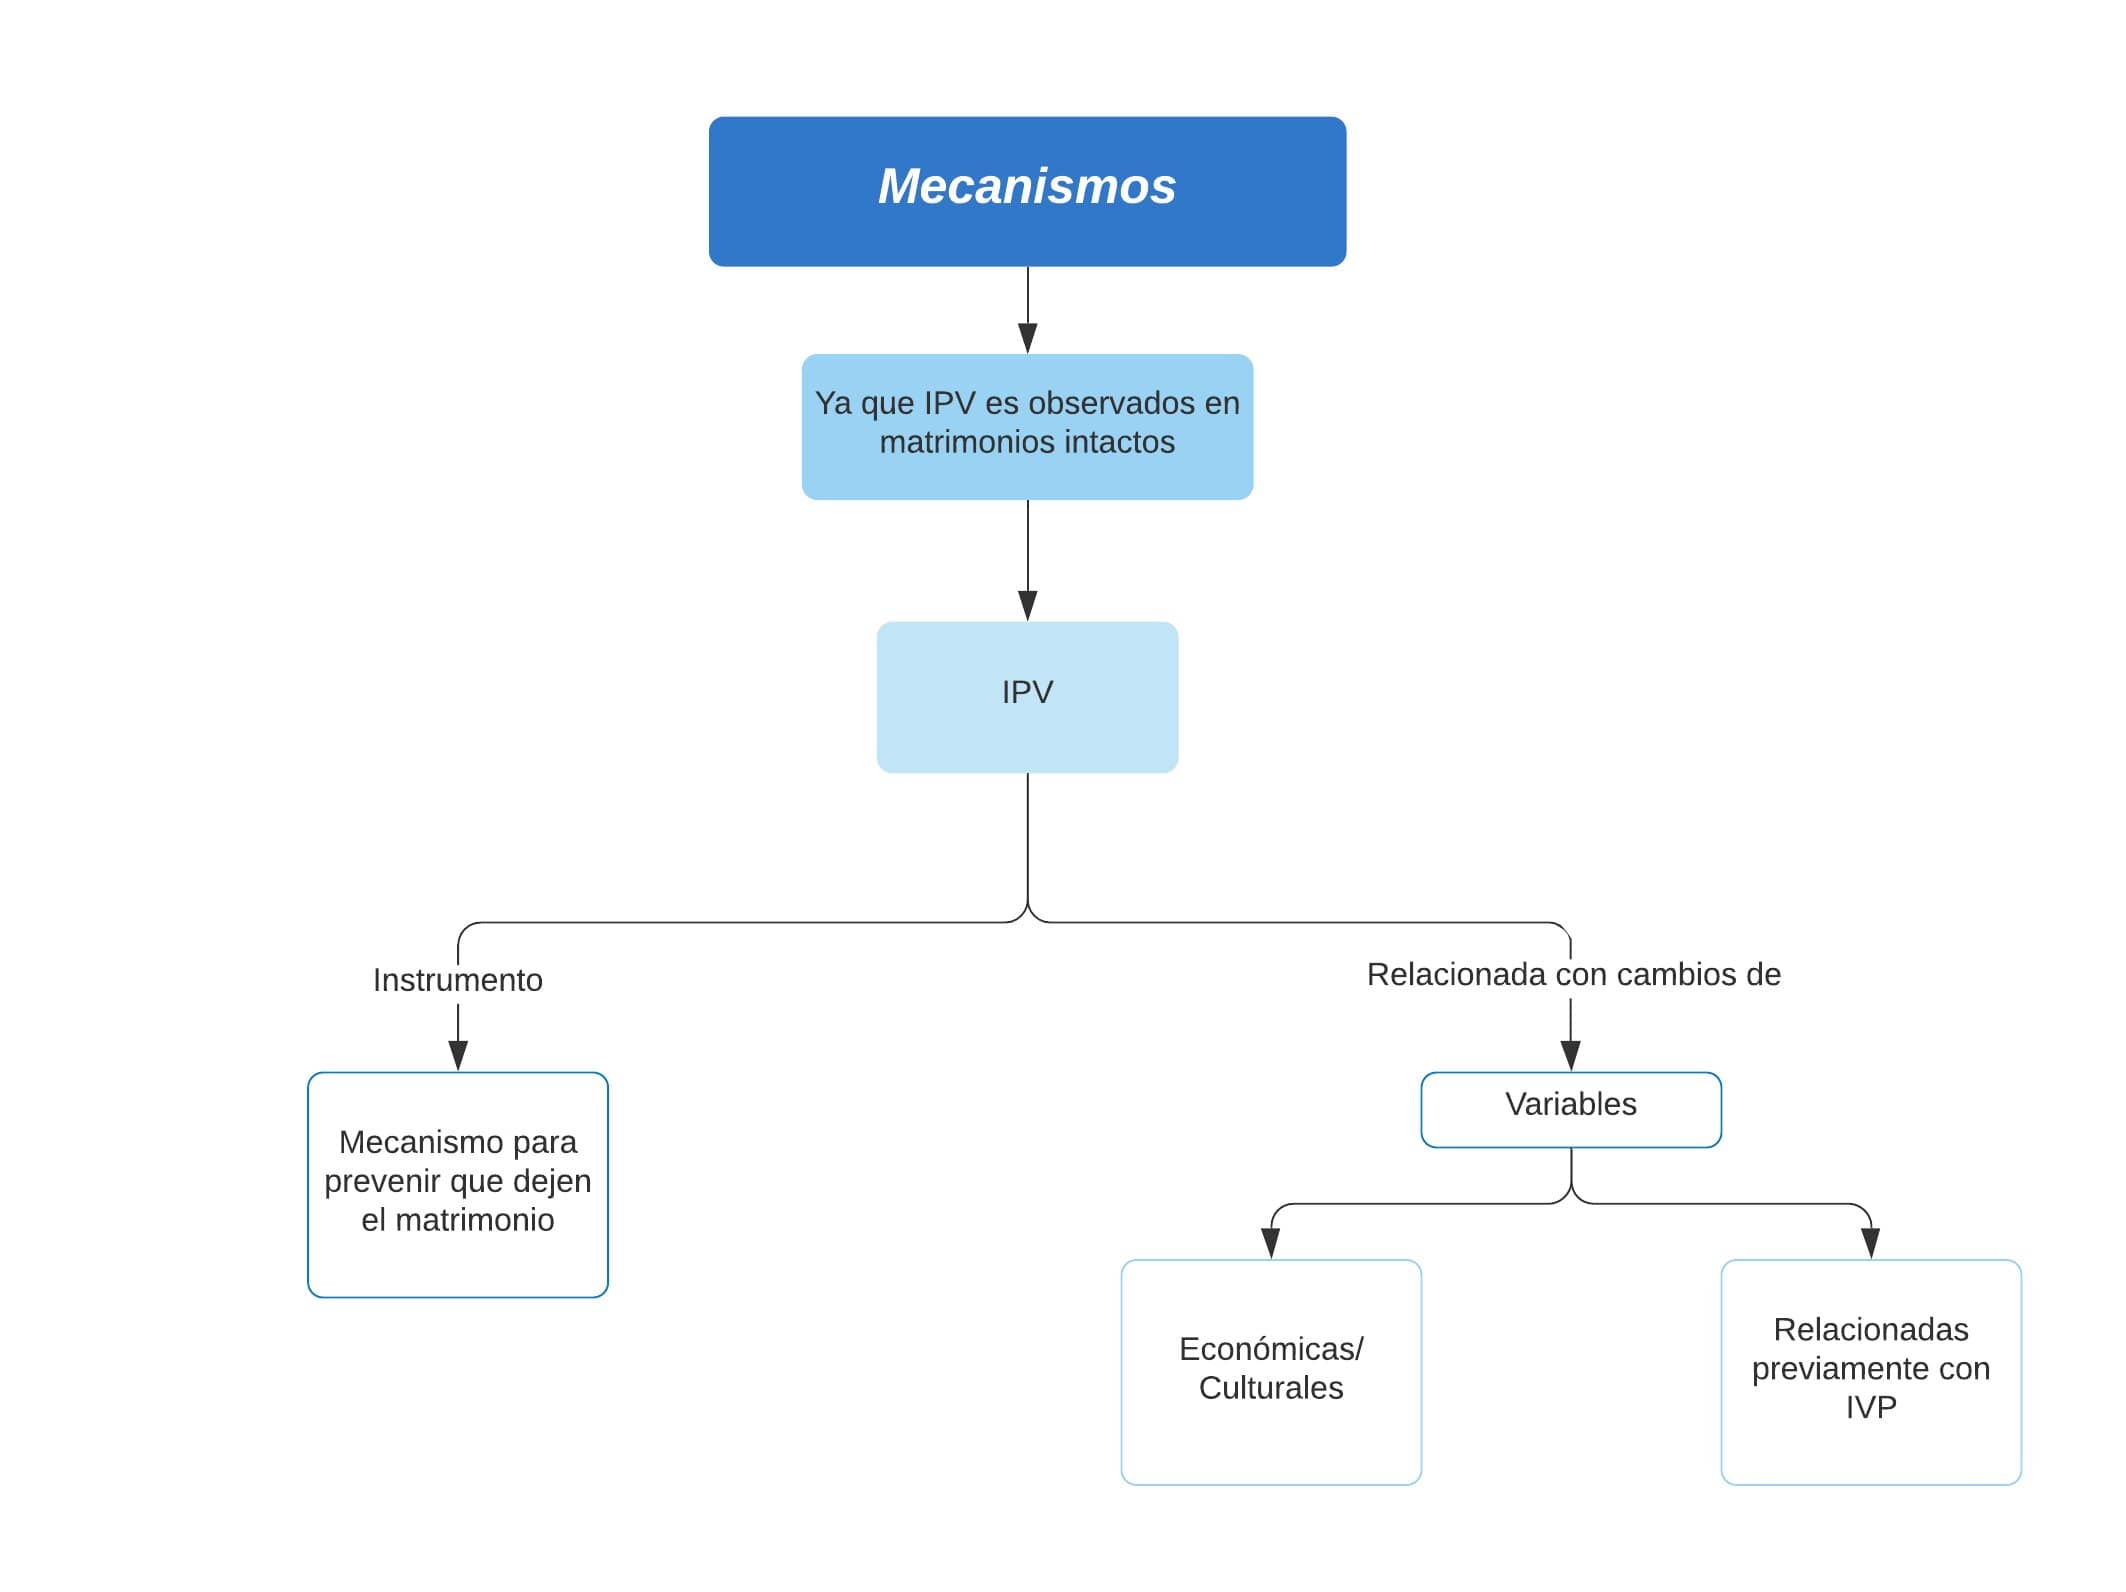 Mecanismos
Ya que IPV es observados en
matrimonios intactos
IPV
Instrumento
Relacionada con cambios de
Mecanismo para
prevenir que dejen
el matrimonio
Variables
Económicas/
Culturales
Relacionadas
previamente con
IVP